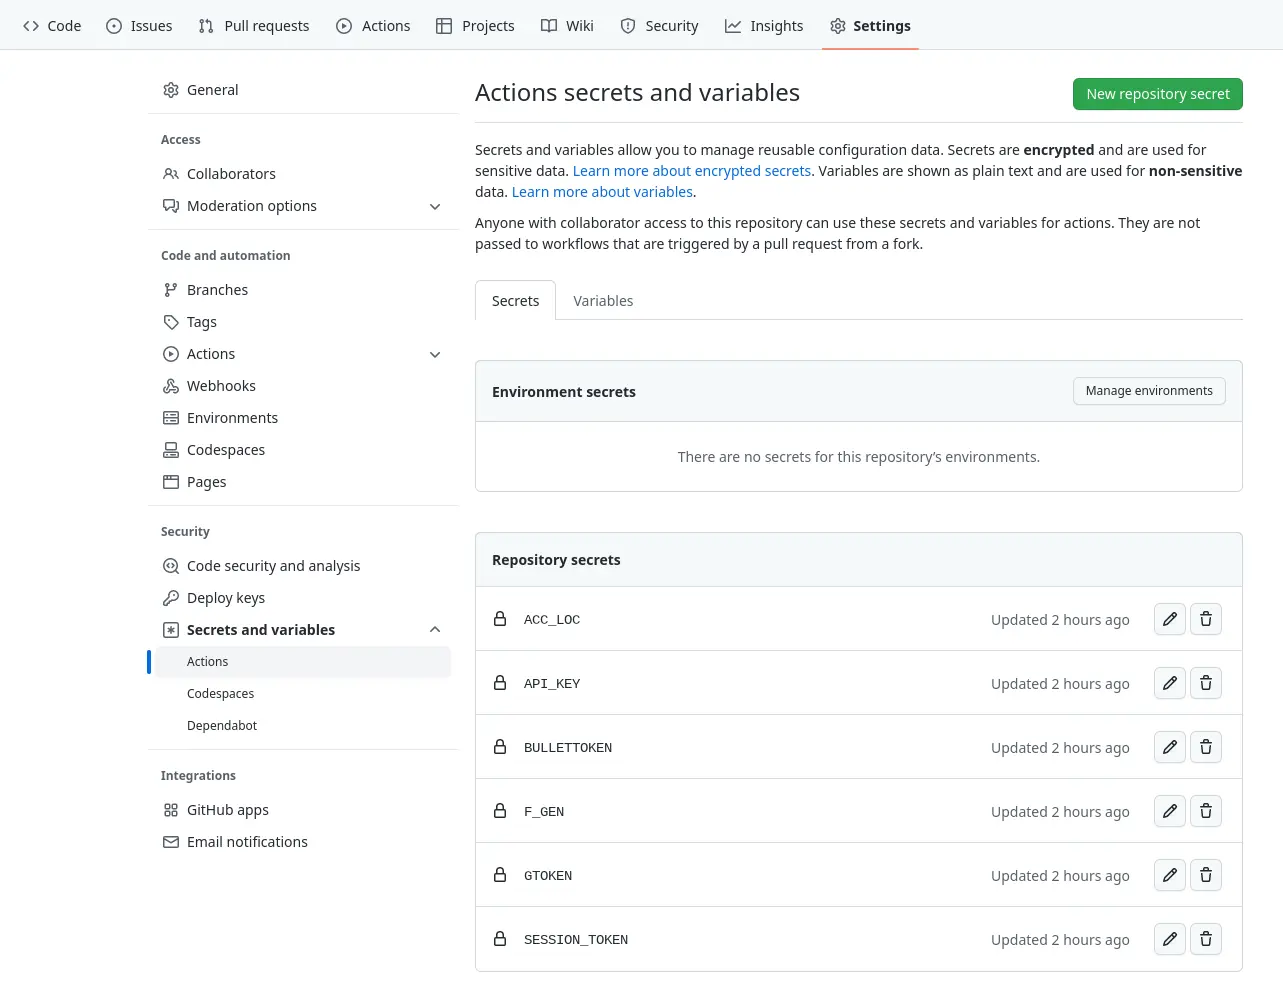 Code Issues Pull requests Actions Projects Wiki Security Insights Settings
General
Access
Collaborators
Moderation options
Code and automation
Branches
Tags
Actions
Webhooks
Environments
Codespaces
Pages
Security
Code security and analysis
Deploy keys
Secrets and variables
Actions
Codespaces
Dependabot
Integrations
GitHub apps
Email notifications
Actions secrets and variables
New repository secret
Secrets and variables allow you to manage reusable configuration data. Secrets are encrypted and are used for
sensitive data. Learn more about encrypted secrets. Variables are shown as plain text and are used for non-sensitive
data. Learn more about variables.
Anyone with collaborator access to this repository can use these secrets and variables for actions. They are not
passed to workflows that are triggered by a pull request from a fork.
Secrets Variables
Environment secrets Manage environments
There are no secrets for this repository’s environments.
Repository secrets
ACC_LOC Updated 2 hours ago
API_KEY Updated 2 hours ago
BULLETTOKEN Updated 2 hours ago
F_GEN Updated 2 hours ago
GTOKEN Updated 2 hours ago
SESSION_TOKEN Updated 2 hours ago